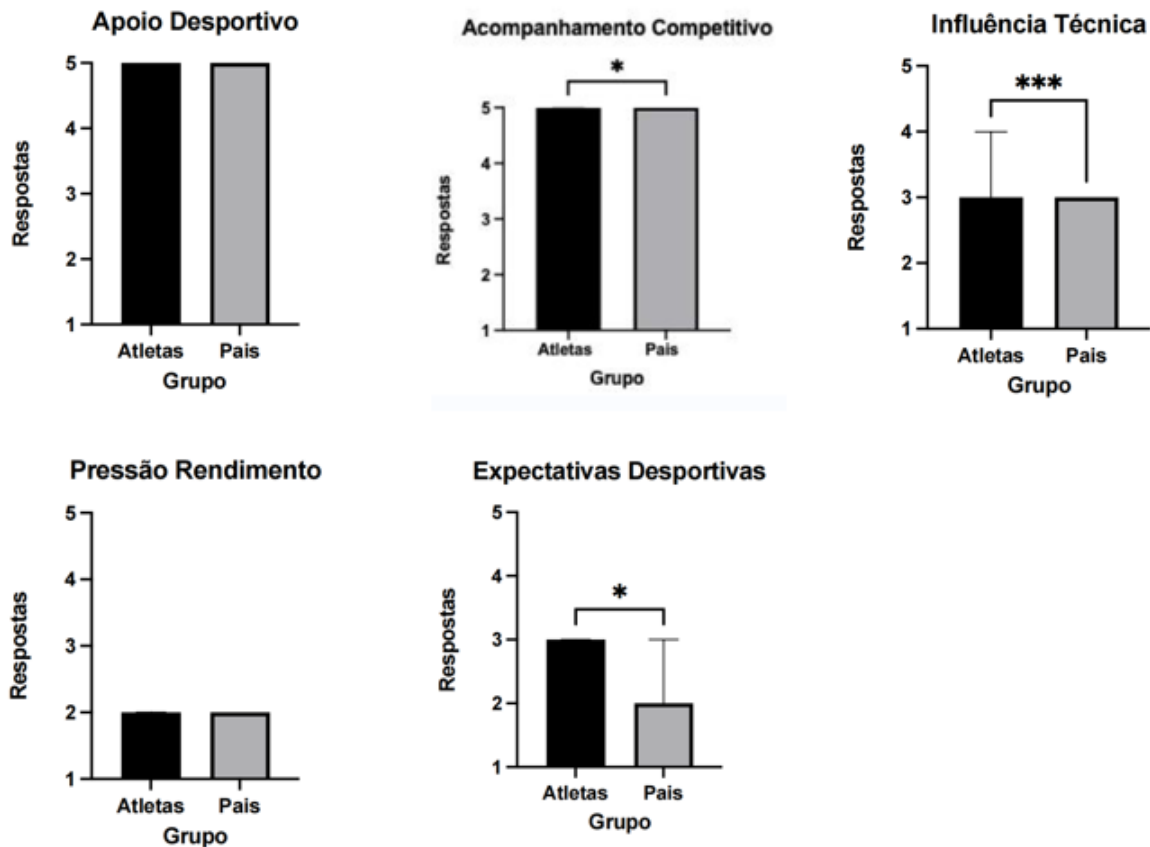 Apoio Desportivo
Respostas
5
4
3
2
1
Atletas Pais
Grupo
Acompanhamento Competitivo
*
Respostas
5
4
3
2
1
Atletas Pais
Grupo
Influência Técnica
***
Respostas
5
4
3
2
1
Atletas Pais
Grupo
Pressão Rendimento
Respostas
5
4
3
2
1
Atletas Pais
Grupo
Expectativas Desportivas
*
Respostas
5
4
3
2
1
Atletas Pais
Grupo